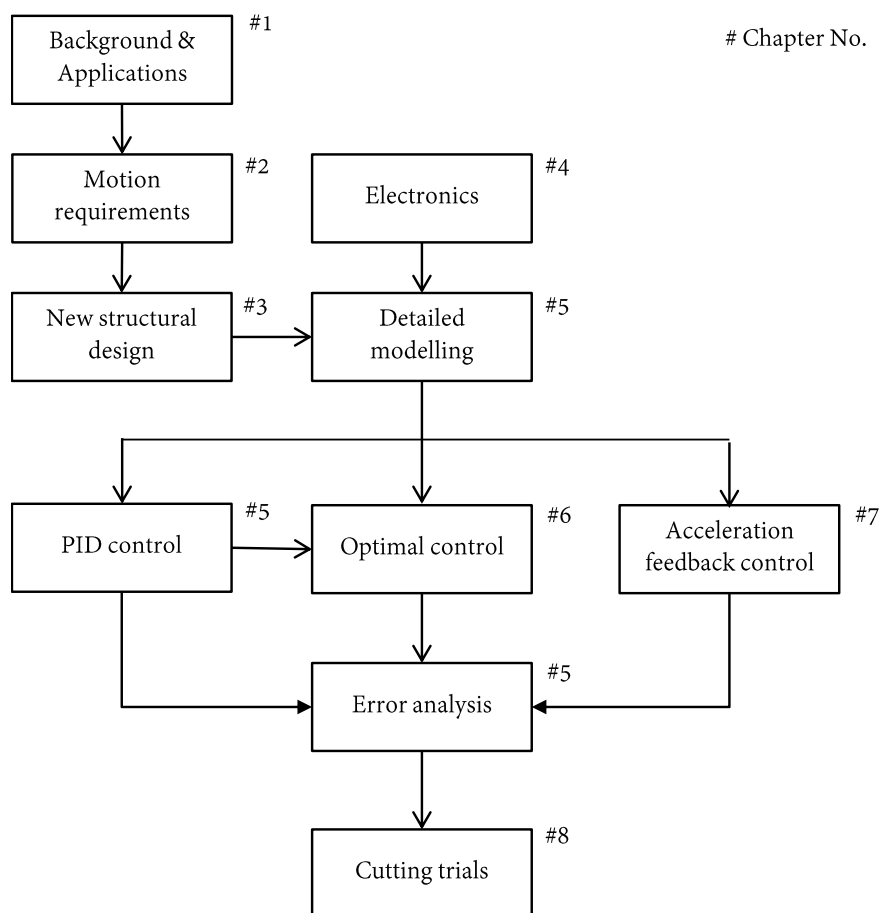 #1
Background &
Applications
# Chapter No.
#2
Motion
requirements
#4
Electronics
#3
New structural
design
#5
Detailed
modelling
#5
PID control
#6
Optimal control
#7
Acceleration
feedback control
#5
Error analysis
#8
Cutting trials